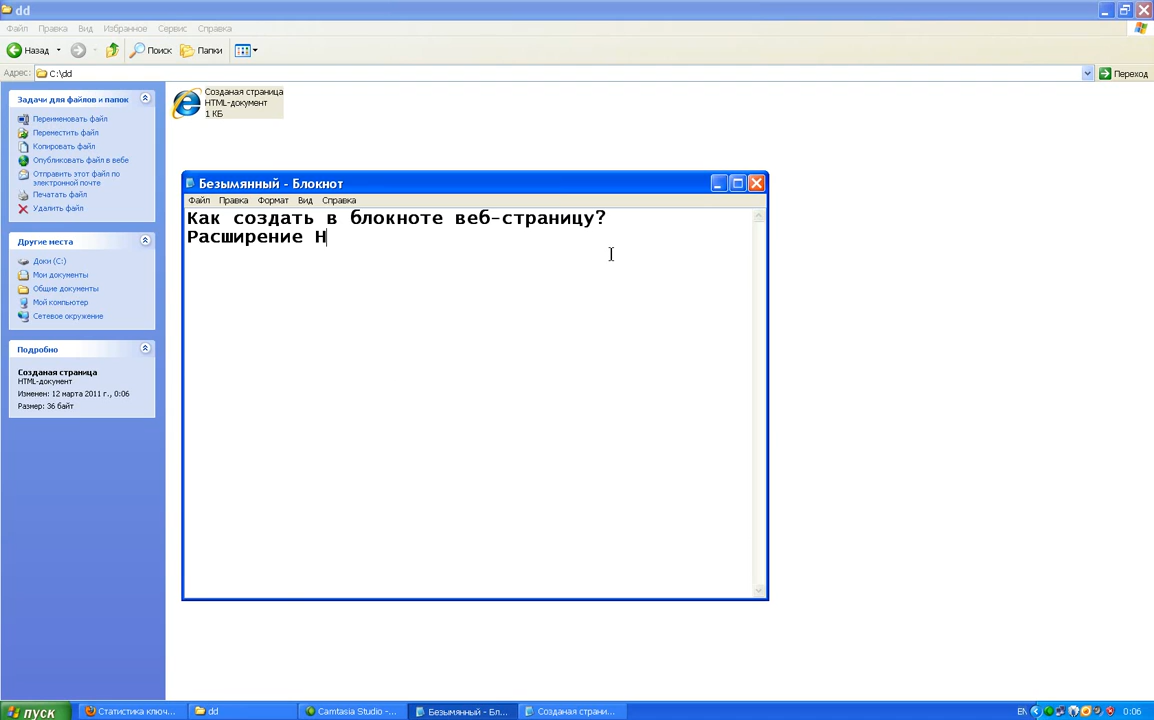 dd
Файл Правка Вид Избранное Сервис Справка
Назад Поиск Папки
Адрес: C:\dd Переход
Задачи для файлов и папок
Переименовать файл
Переместить файл
Копировать файл
Опубликовать файл в вебе
Отправить этот файл по
электронной почте
Печатать файл
Удалить файл
Другие места
Доки (C:)
Мои документы
Общие документы
Мой компьютер
Сетевое окружение
Подробно
Созданая страница
HTML-документ
Изменен: 12 марта 2011 г., 0:06
Размер: 36 байт
Созданая страница
HTML-документ
1 КБ
Безымянный - Блокнот
Файл Правка Формат Вид Справка
Как создать в блокноте веб-страницу?
Расширение H
пуск Статистика ключ... dd Camtasia Studio -... Безымянный - Бл... Созданая страни... EN 0:06